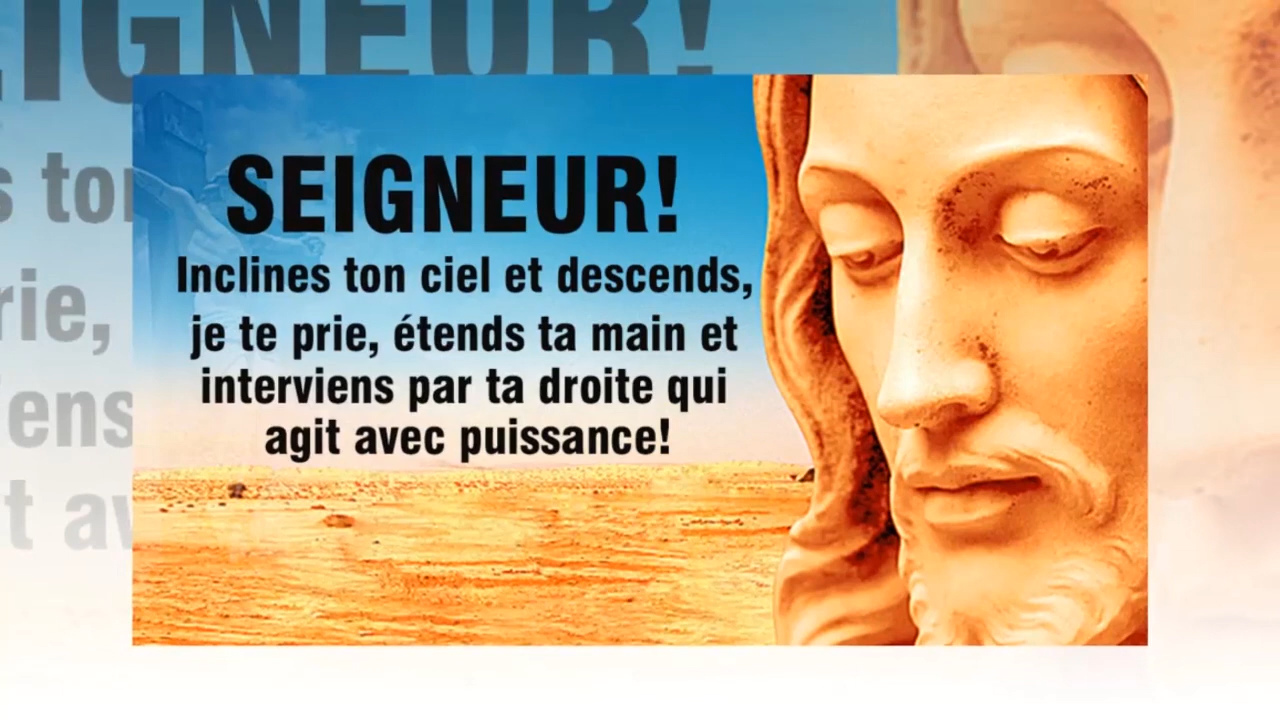 SEIGNEUR!
Inclines ton ciel et descends,
je te prie, étends ta main et
interviens par ta droite qui
agit avec puissance!